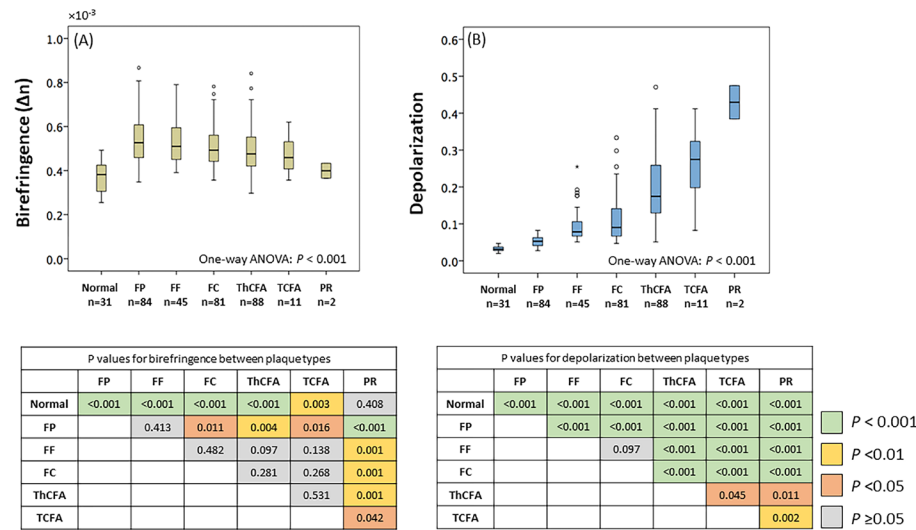 ×10⁻³
(A)
Birefringence (Δn)
1.0
0.8
0.6
0.4
0.2
0.0
One-way ANOVA: P < 0.001
Normal FP FF FC ThCFA TCFA PR
n=31 n=84 n=45 n=81 n=88 n=11 n=2
(B)
Depolarization
0.6
0.5
0.4
0.3
0.2
0.1
0.0
One-way ANOVA: P < 0.001
Normal FP FF FC ThCFA TCFA PR
n=31 n=84 n=45 n=81 n=88 n=11 n=2
P values for birefringence between plaque types
FP FF FC ThCFA TCFA PR
Normal <0.001 <0.001 <0.001 <0.001 0.003 0.408
FP 0.413 0.011 0.004 0.016 <0.001
FF 0.482 0.097 0.138 0.001
FC 0.281 0.268 0.001
ThCFA 0.531 0.001
TCFA 0.042
P values for depolarization between plaque types
FP FF FC ThCFA TCFA PR
Normal <0.001 <0.001 <0.001 <0.001 <0.001 <0.001
FP <0.001 <0.001 <0.001 <0.001 <0.001
FF 0.097 <0.001 <0.001 <0.001
FC <0.001 <0.001 <0.001
ThCFA 0.045 0.011
TCFA 0.002
P < 0.001
P <0.01
P <0.05
P ≥0.05